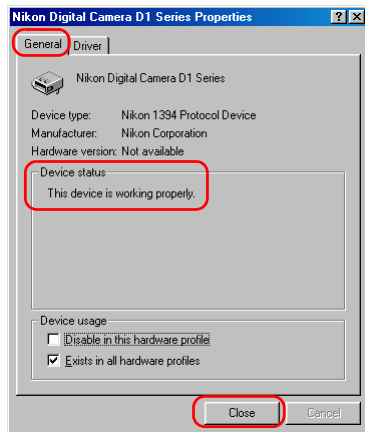 Nikon Digital Camera D1 Series Properties
General Driver
Nikon Digital Camera D1 Series
Device type: Nikon 1394 Protocol Device
Manufacturer: Nikon Corporation
Hardware version: Not available
Device status
This device is working properly.
Device usage
Disable in this hardware profile
Exists in all hardware profiles
Close Cancel